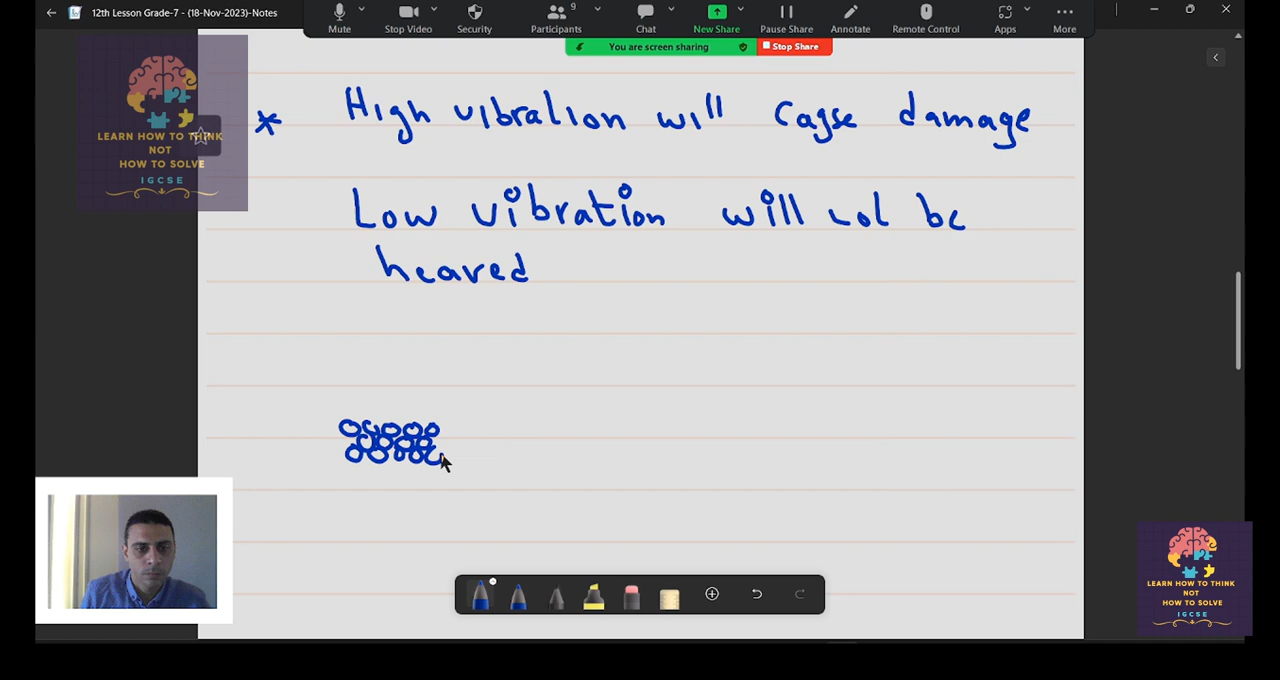 12th Lesson Grade-7 - (18-Nov-2023)-Notes
Mute
Stop Video
Security
9
Participants
Chat
New Share
Pause Share
Annotate
Remote Control
Apps
More
You are screen sharing
Stop Share
LEARN HOW TO THINK
NOT
HOW TO SOLVE
IGCSE
* High vibration will cause damage
Low vibration will not be
heared
LEARN HOW TO THINK
NOT
HOW TO SOLVE
IGCSE